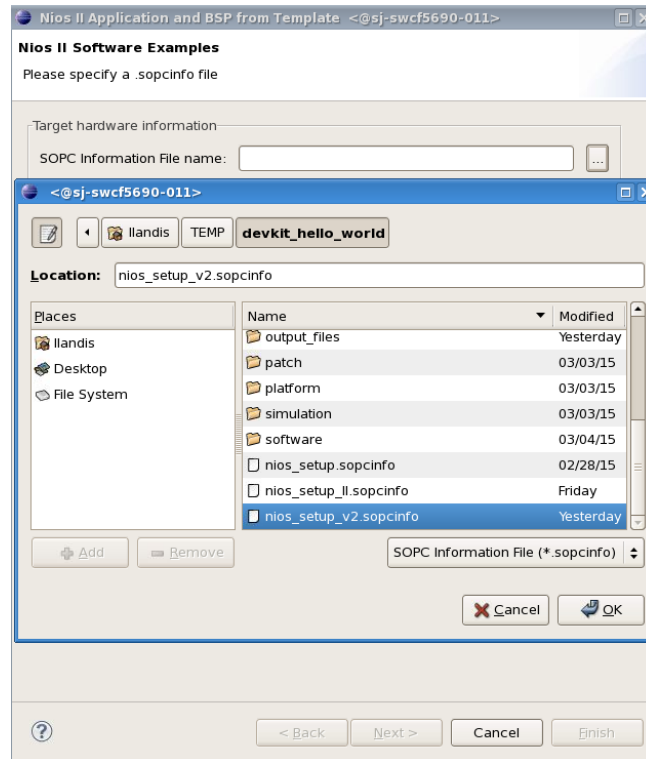 Nios II Application and BSP from Template <@sj-swcf5690-011>
Nios II Software Examples
Please specify a .sopcinfo file
Target hardware information
SOPC Information File name:
...
<@sj-swcf5690-011>
llandis TEMP devkit_hello_world
Location: nios_setup_v2.sopcinfo
Places Name Modified
llandis output_files Yesterday
Desktop patch 03/03/15
File System platform 03/03/15
simulation 03/03/15
software 03/04/15
nios_setup.sopcinfo 02/28/15
nios_setup_II.sopcinfo Friday
nios_setup_v2.sopcinfo Yesterday
Add Remove SOPC Information File (*.sopcinfo)
Cancel OK
? < Back Next > Cancel Finish